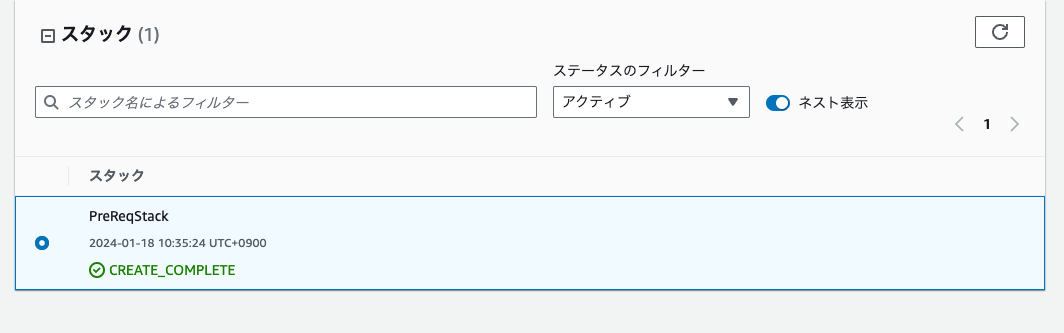 スタック (1)
ステータスのフィルター
スタック名によるフィルター
アクティブ
ネスト表示
1
スタック
PreReqStack
2024-01-18 10:35:24 UTC+0900
CREATE_COMPLETE